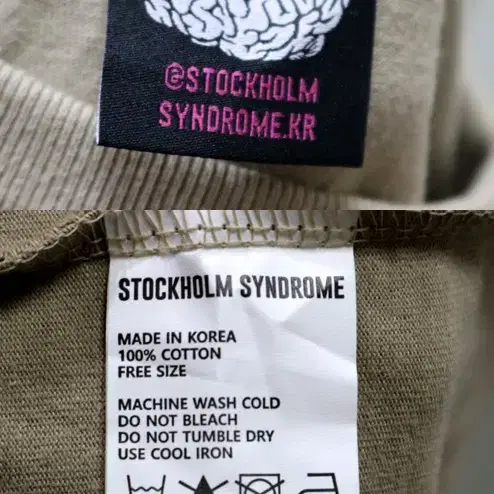 @STOCKHOLM
SYNDROME.KR
STOCKHOLM SYNDROME
MADE IN KOREA
100% COTTON
FREE SIZE
MACHINE WASH COLD
DO NOT BLEACH
DO NOT TUMBLE DRY
USE COOL IRON